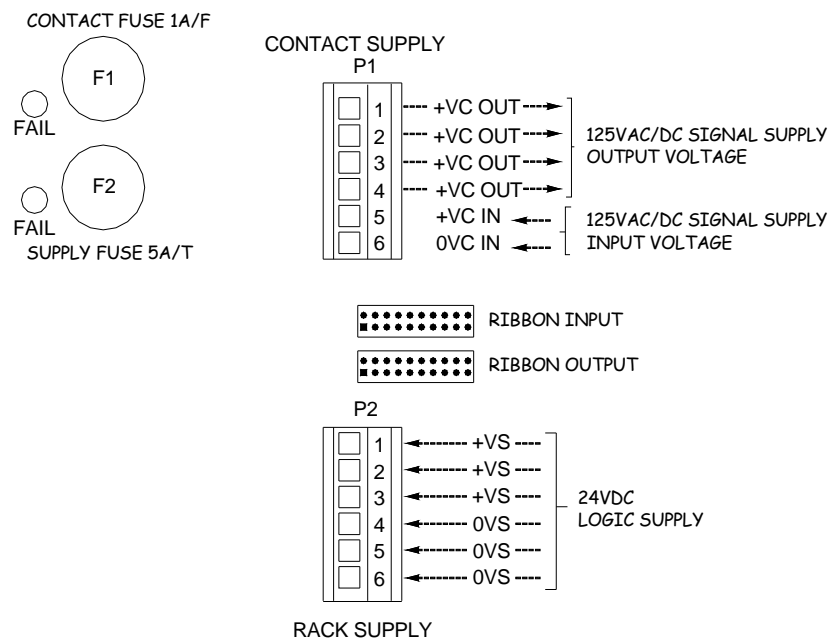 CONTACT FUSE 1A/F
F1
FAIL
F2
FAIL
SUPPLY FUSE 5A/T
CONTACT SUPPLY
P1
1 +VC OUT
2 +VC OUT
3 +VC OUT
4 +VC OUT
125VAC/DC SIGNAL SUPPLY
OUTPUT VOLTAGE
5 +VC IN
6 0VC IN
125VAC/DC SIGNAL SUPPLY
INPUT VOLTAGE
RIBBON INPUT
RIBBON OUTPUT
P2
1 +VS
2 +VS
3 +VS
4 0VS
5 0VS
6 0VS
24VDC
LOGIC SUPPLY
RACK SUPPLY